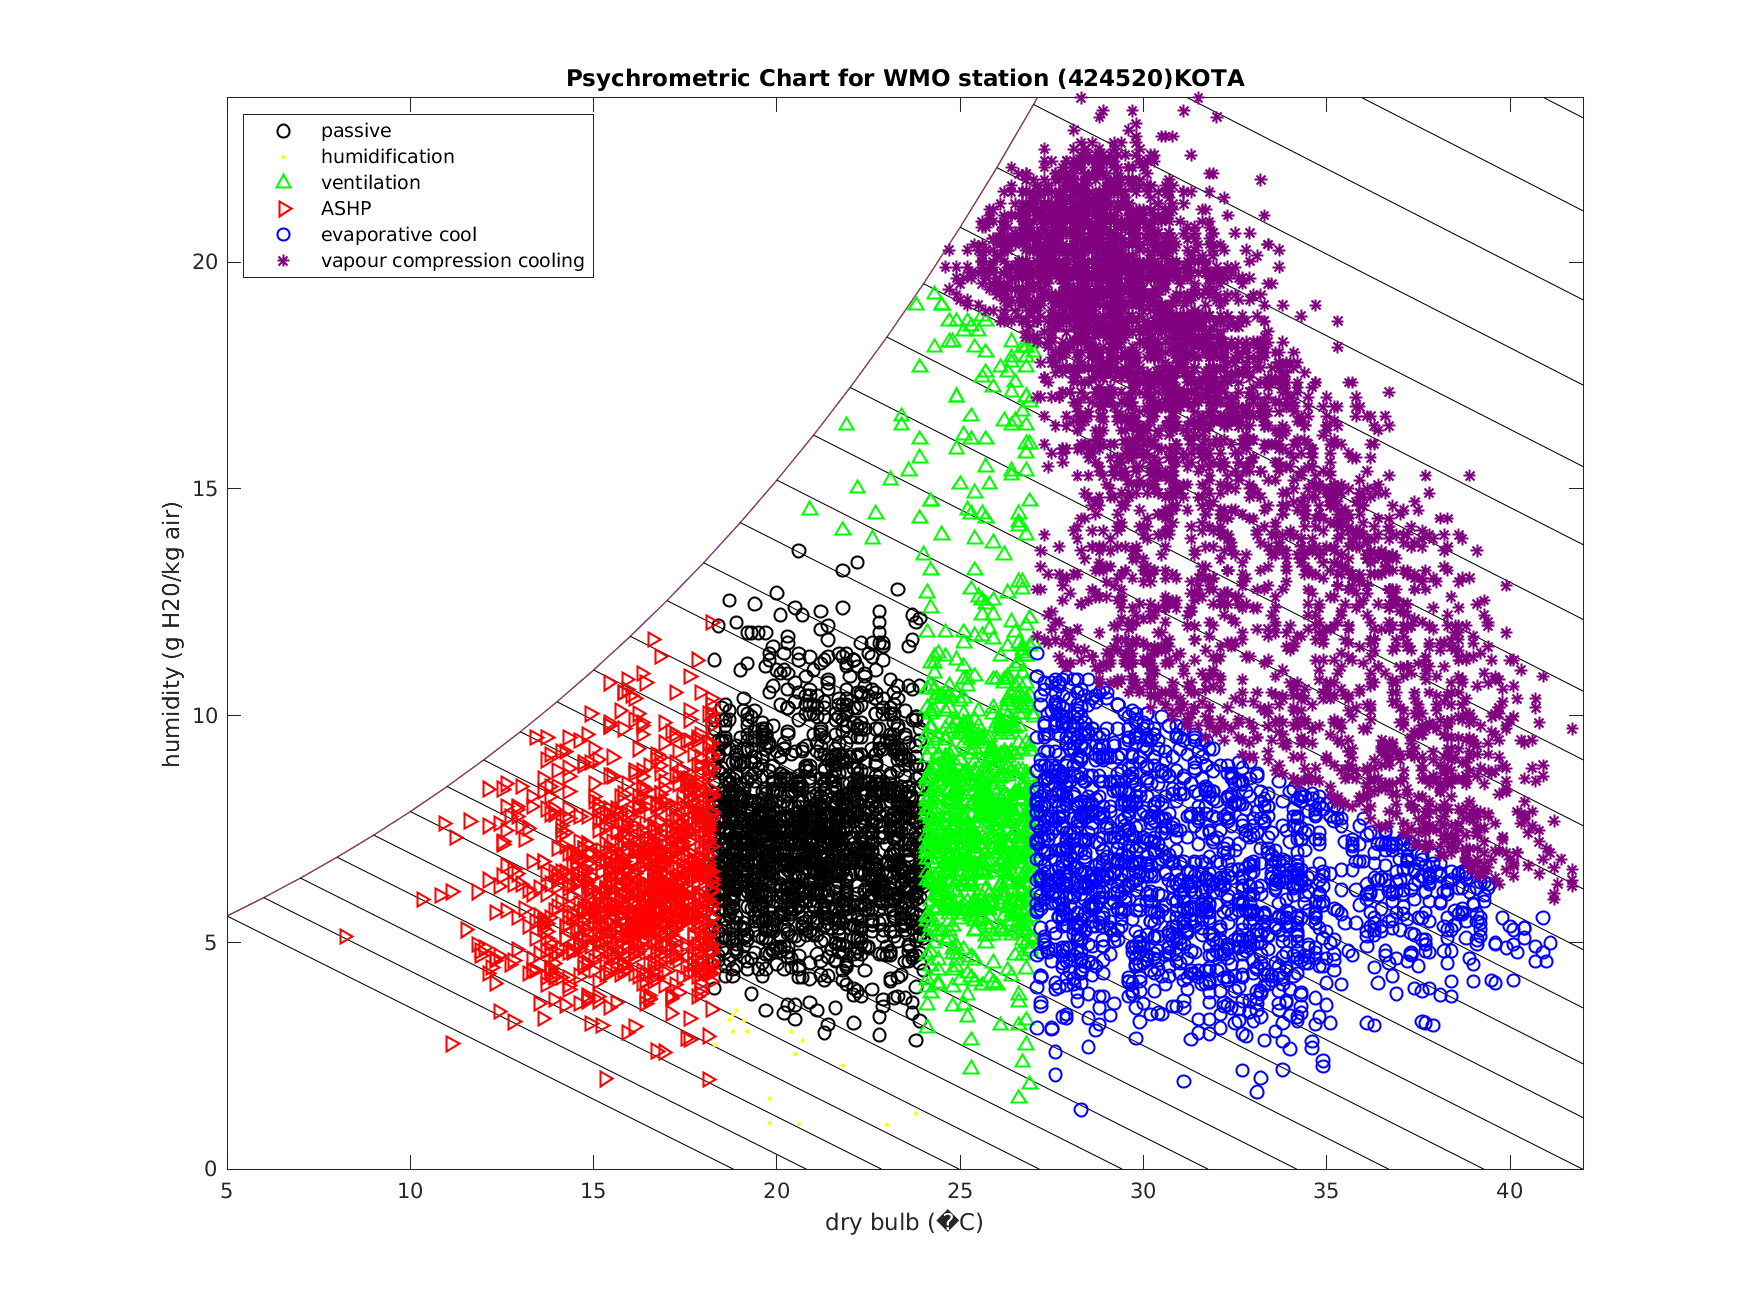 Psychrometric Chart for WMO station (424520)KOTA
passive
humidification
ventilation
ASHP
evaporative cool
vapour compression cooling
humidity (g H20/kg air)
20
15
10
5
0
5 10 15 20 25 30 35 40
dry bulb (�C)